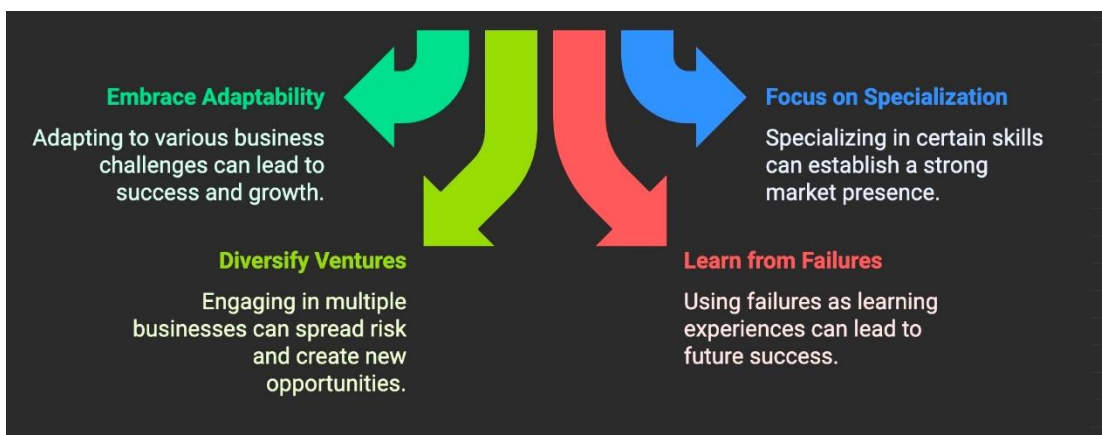 Embrace Adaptability
Adapting to various business
challenges can lead to
success and growth.
Focus on Specialization
Specializing in certain skills
can establish a strong
market presence.
Diversify Ventures
Engaging in multiple
businesses can spread risk
and create new
opportunities.
Learn from Failures
Using failures as learning
experiences can lead to
future success.